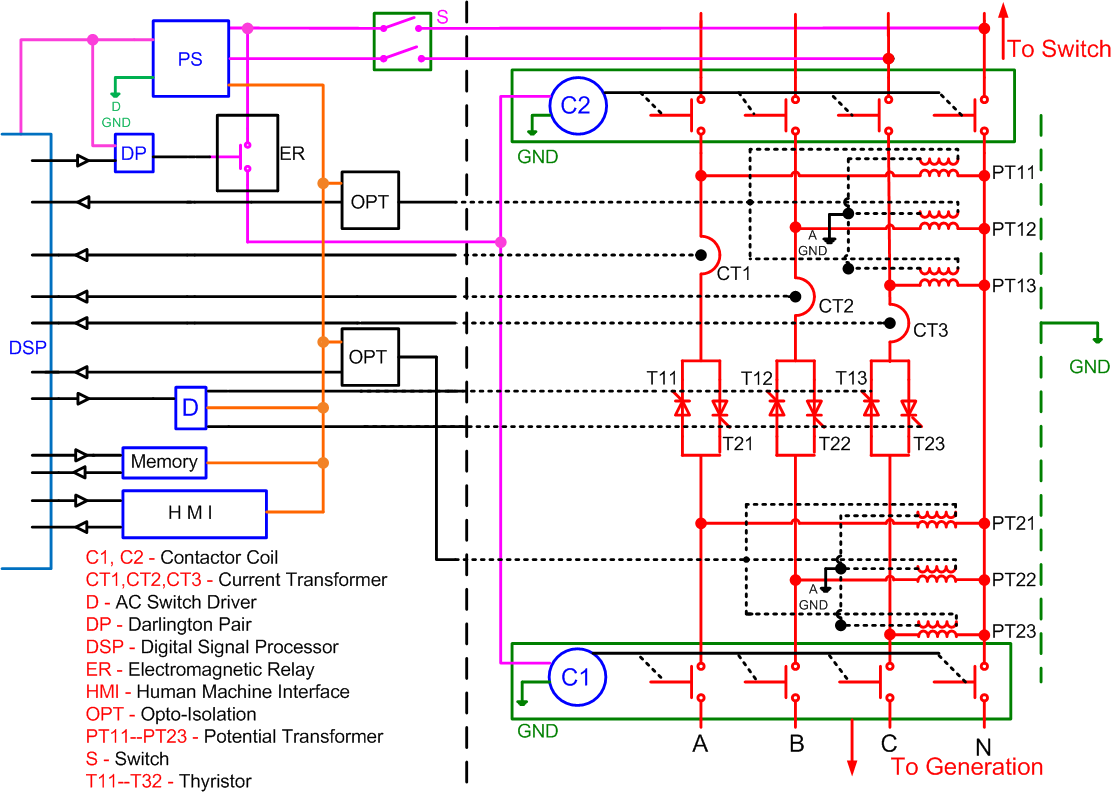 S
To Switch
PS
C2
D
GND
DP
ER
GND
PT11
OPT
PT12
A
GND
CT1
PT13
CT2
CT3
DSP
OPT
GND
T11
T12
T13
D
T21
T22
T23
Memory
H M I
PT21
C1, C2 - Contactor Coil
PT22
CT1,CT2,CT3 - Current Transformer
A
GND
D - AC Switch Driver
DP - Darlington Pair
PT23
DSP - Digital Signal Processor
ER - Electromagnetic Relay
C1
HMI - Human Machine Interface
OPT - Opto-Isolation
GND
PT11--PT23 - Potential Transformer
A
B
C
N
S - Switch
To Generation
T11--T32 - Thyristor